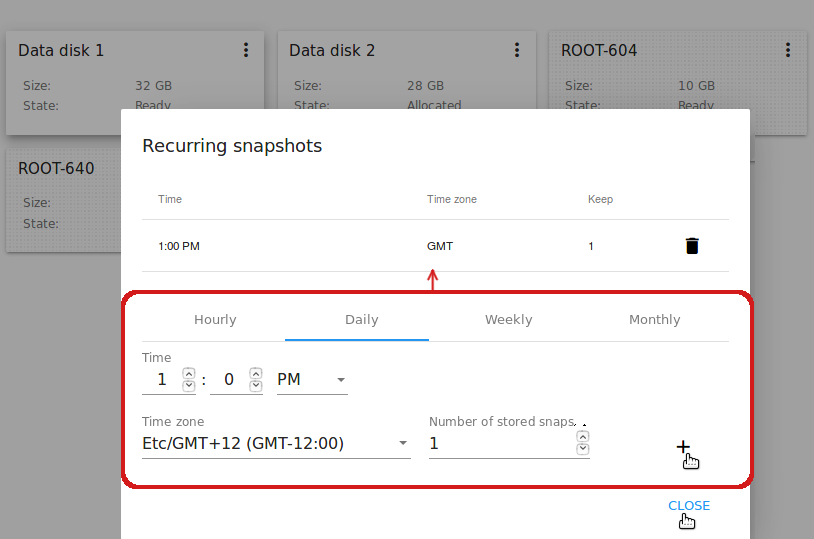 Data disk 1 Data disk 2 ROOT-604
Size: 32 GB Size: 28 GB Size: 10 GB
State: Ready State: Allocated State: Ready
ROOT-640
Size:
State:
Recurring snapshots
Time Time zone Keep
1:00 PM GMT 1
Hourly Daily Weekly Monthly
Time
1 : 0 PM
Time zone Number of stored snaps...
Etc/GMT+12 (GMT-12:00) 1 +
CLOSE